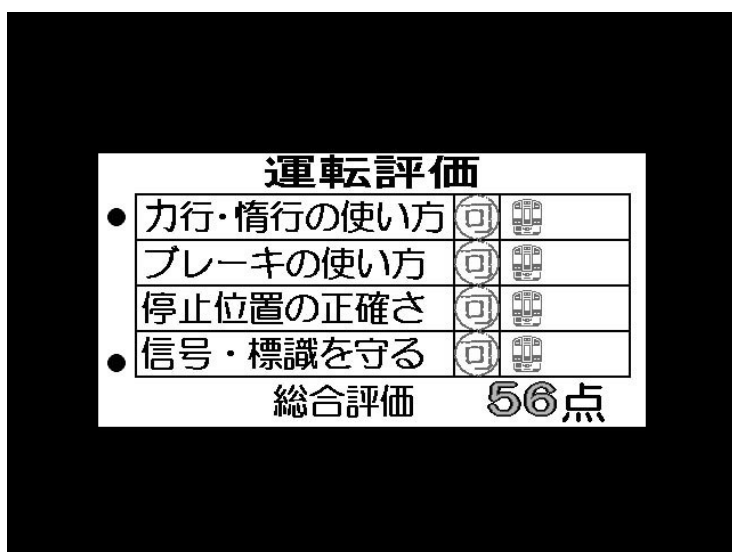 運転評価
● 力行・惰行の使い方 可
ブレーキの使い方 可
停止位置の正確さ 可
● 信号・標識を守る 可
総合評価 56点